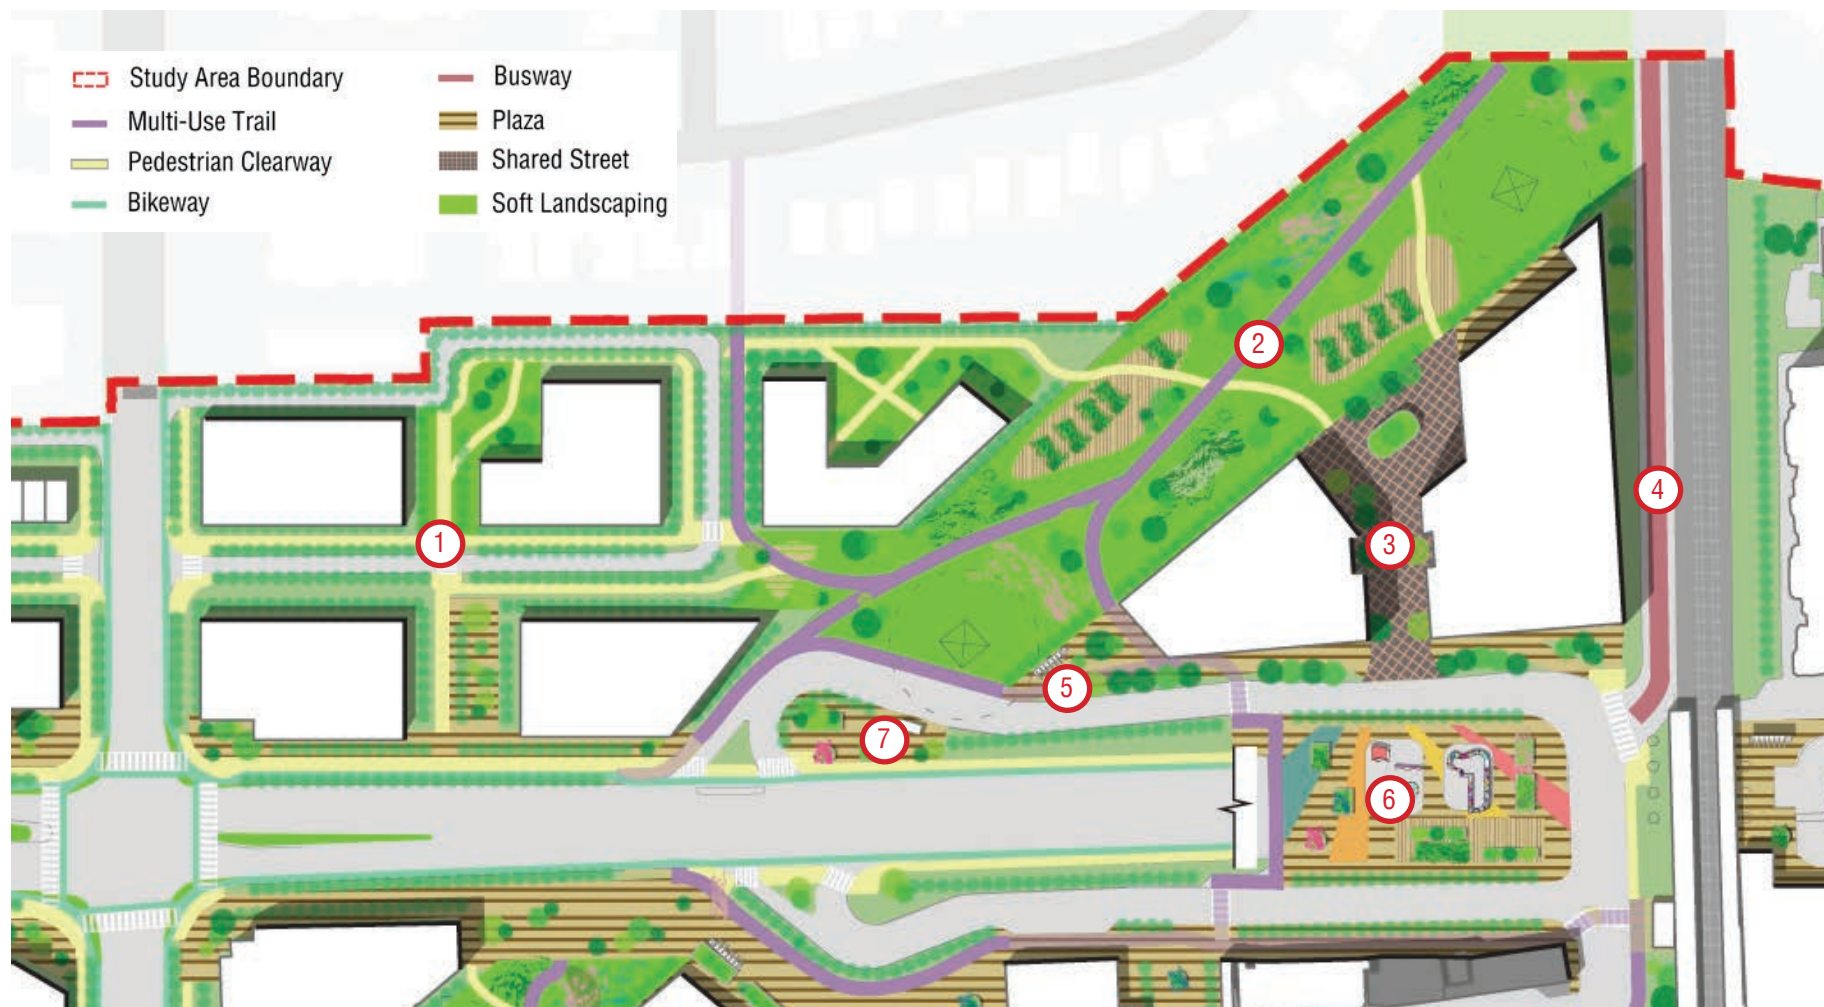 Study Area Boundary
Multi-Use Trail
Pedestrian Clearway
Bikeway
Busway
Plaza
Shared Street
Soft Landscaping
1
2
3
4
5
6
7